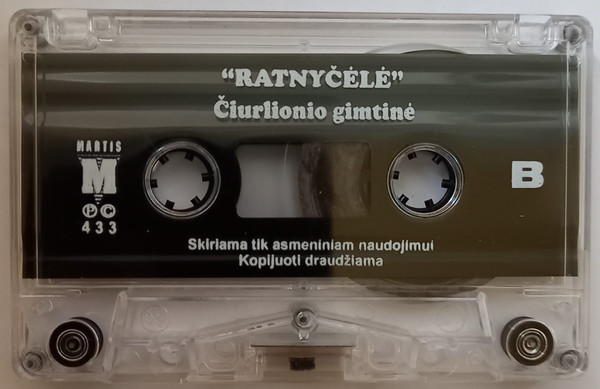 “RATNYČĖLĖ”
Čiurlionio gimtinė
MARTIS
M
Ⓟ Ⓒ
433
B
Skiriama tik asmeniniam naudojimui
Kopijuoti draudžiama